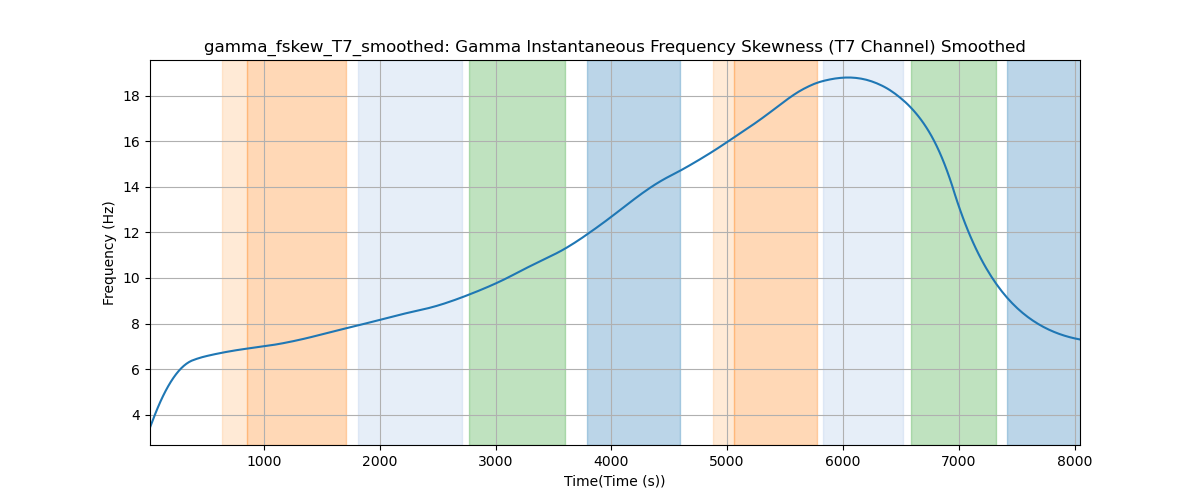 gamma_fskew_T7_smoothed: Gamma Instantaneous Frequency Skewness (T7 Channel) Smoothed
Frequency (Hz)
18
16
14
12
10
8
6
4
1000 2000 3000 4000 5000 6000 7000 8000
Time(Time (s))